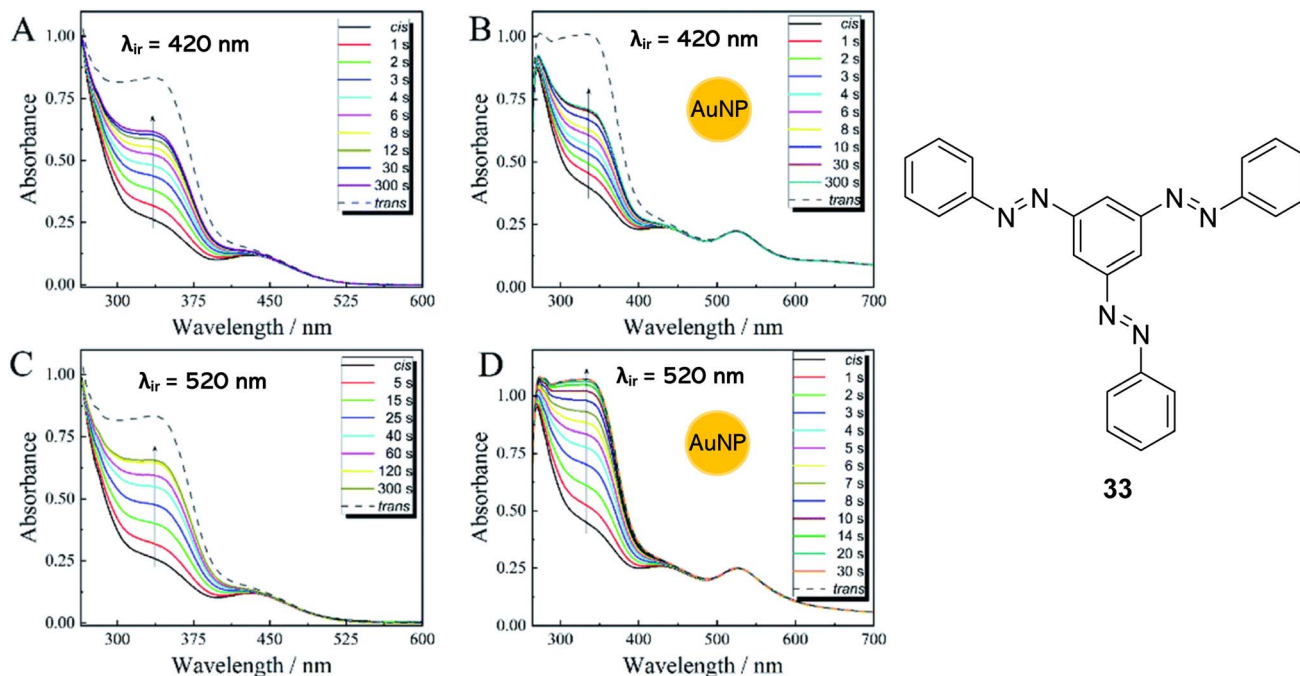 A
λir = 420 nm
cis
1 s
2 s
3 s
4 s
6 s
8 s
12 s
30 s
300 s
trans
1.00
0.75
0.50
0.25
0.00
Absorbance
300 375 450 525 600
Wavelength / nm
B
λir = 420 nm
AuNP
cis
1 s
2 s
3 s
4 s
6 s
8 s
10 s
30 s
300 s
trans
1.00
0.75
0.50
0.25
0.00
Absorbance
300 400 500 600 700
Wavelength / nm
C
λir = 520 nm
cis
5 s
15 s
25 s
40 s
60 s
120 s
300 s
trans
1.00
0.75
0.50
0.25
0.00
Absorbance
300 375 450 525 600
Wavelength / nm
D
λir = 520 nm
AuNP
cis
1 s
2 s
3 s
4 s
5 s
6 s
7 s
8 s
10 s
14 s
20 s
30 s
trans
1.00
0.75
0.50
0.25
0.00
Absorbance
300 400 500 600 700
Wavelength / nm
N
N
N
N
N
N
33